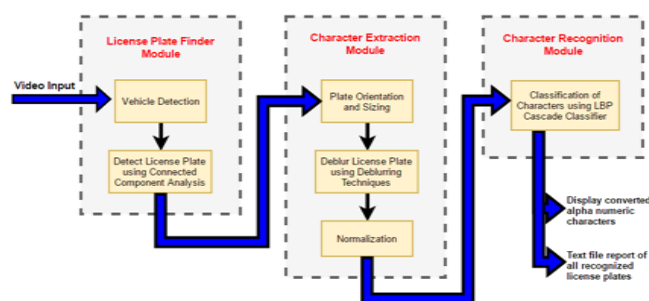 License Plate Finder
Module
Character Extraction
Module
Character Recognition
Module
Video Input
Vehicle Detection
Detect License Plate
using Connected
Component Analysis
Plate Orientation
and Sizing
Deblur License Plate
using Deblurring
Techniques
Normalization
Classification of
Characters using LBP
Cascade Classifier
Display converted
alpha numeric
characters
Text file report of
all recognized
license plates